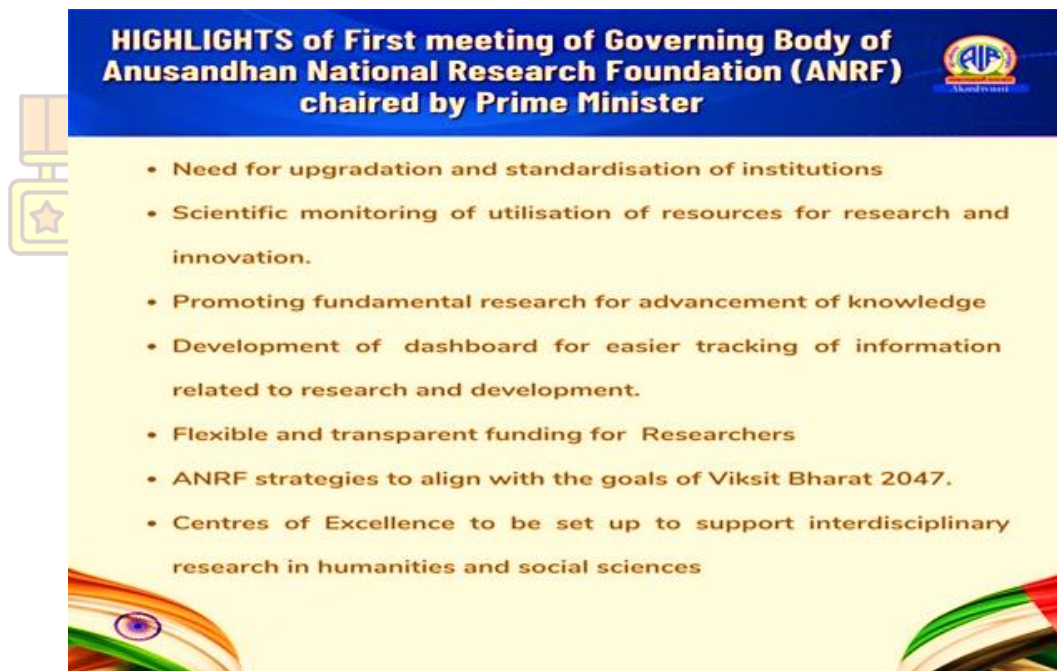 HIGHLIGHTS of First meeting of Governing Body of
Anusandhan National Research Foundation (ANRF)
chaired by Prime Minister
AIR
Akashvani
• Need for upgradation and standardisation of institutions
• Scientific monitoring of utilisation of resources for research and
innovation.
• Promoting fundamental research for advancement of knowledge
• Development of dashboard for easier tracking of information
related to research and development.
• Flexible and transparent funding for Researchers
• ANRF strategies to align with the goals of Viksit Bharat 2047.
• Centres of Excellence to be set up to support interdisciplinary
research in humanities and social sciences